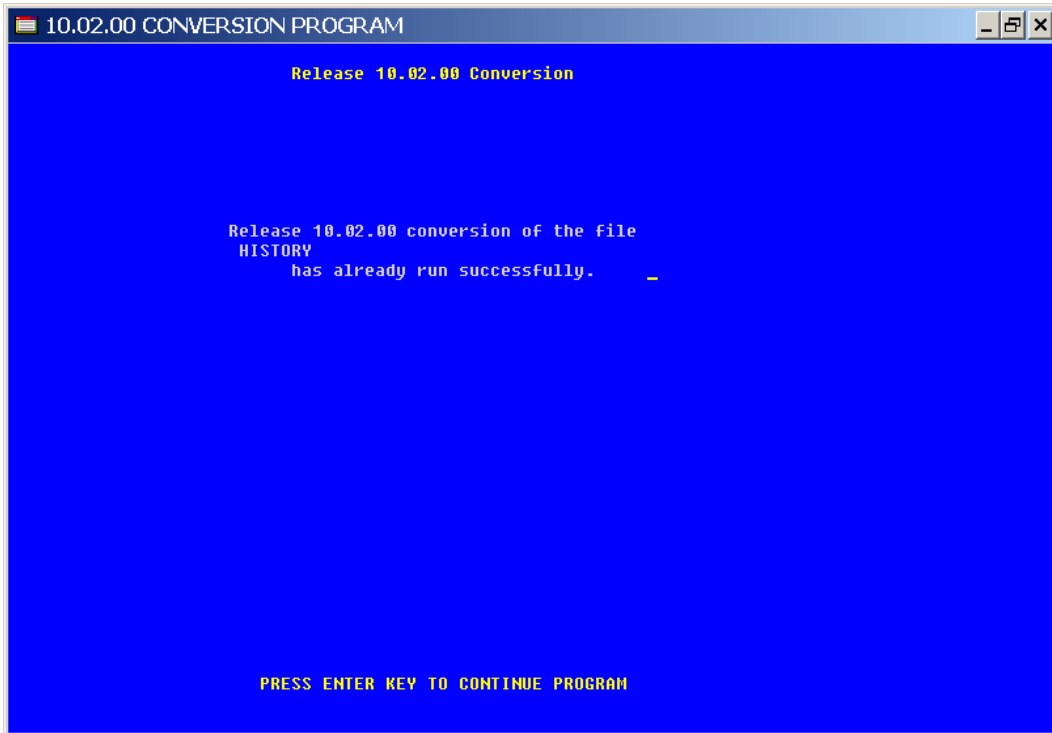 10.02.00 CONVERSION PROGRAM
Release 10.02.00 Conversion
Release 10.02.00 conversion of the file
HISTORY
has already run successfully.
PRESS ENTER KEY TO CONTINUE PROGRAM